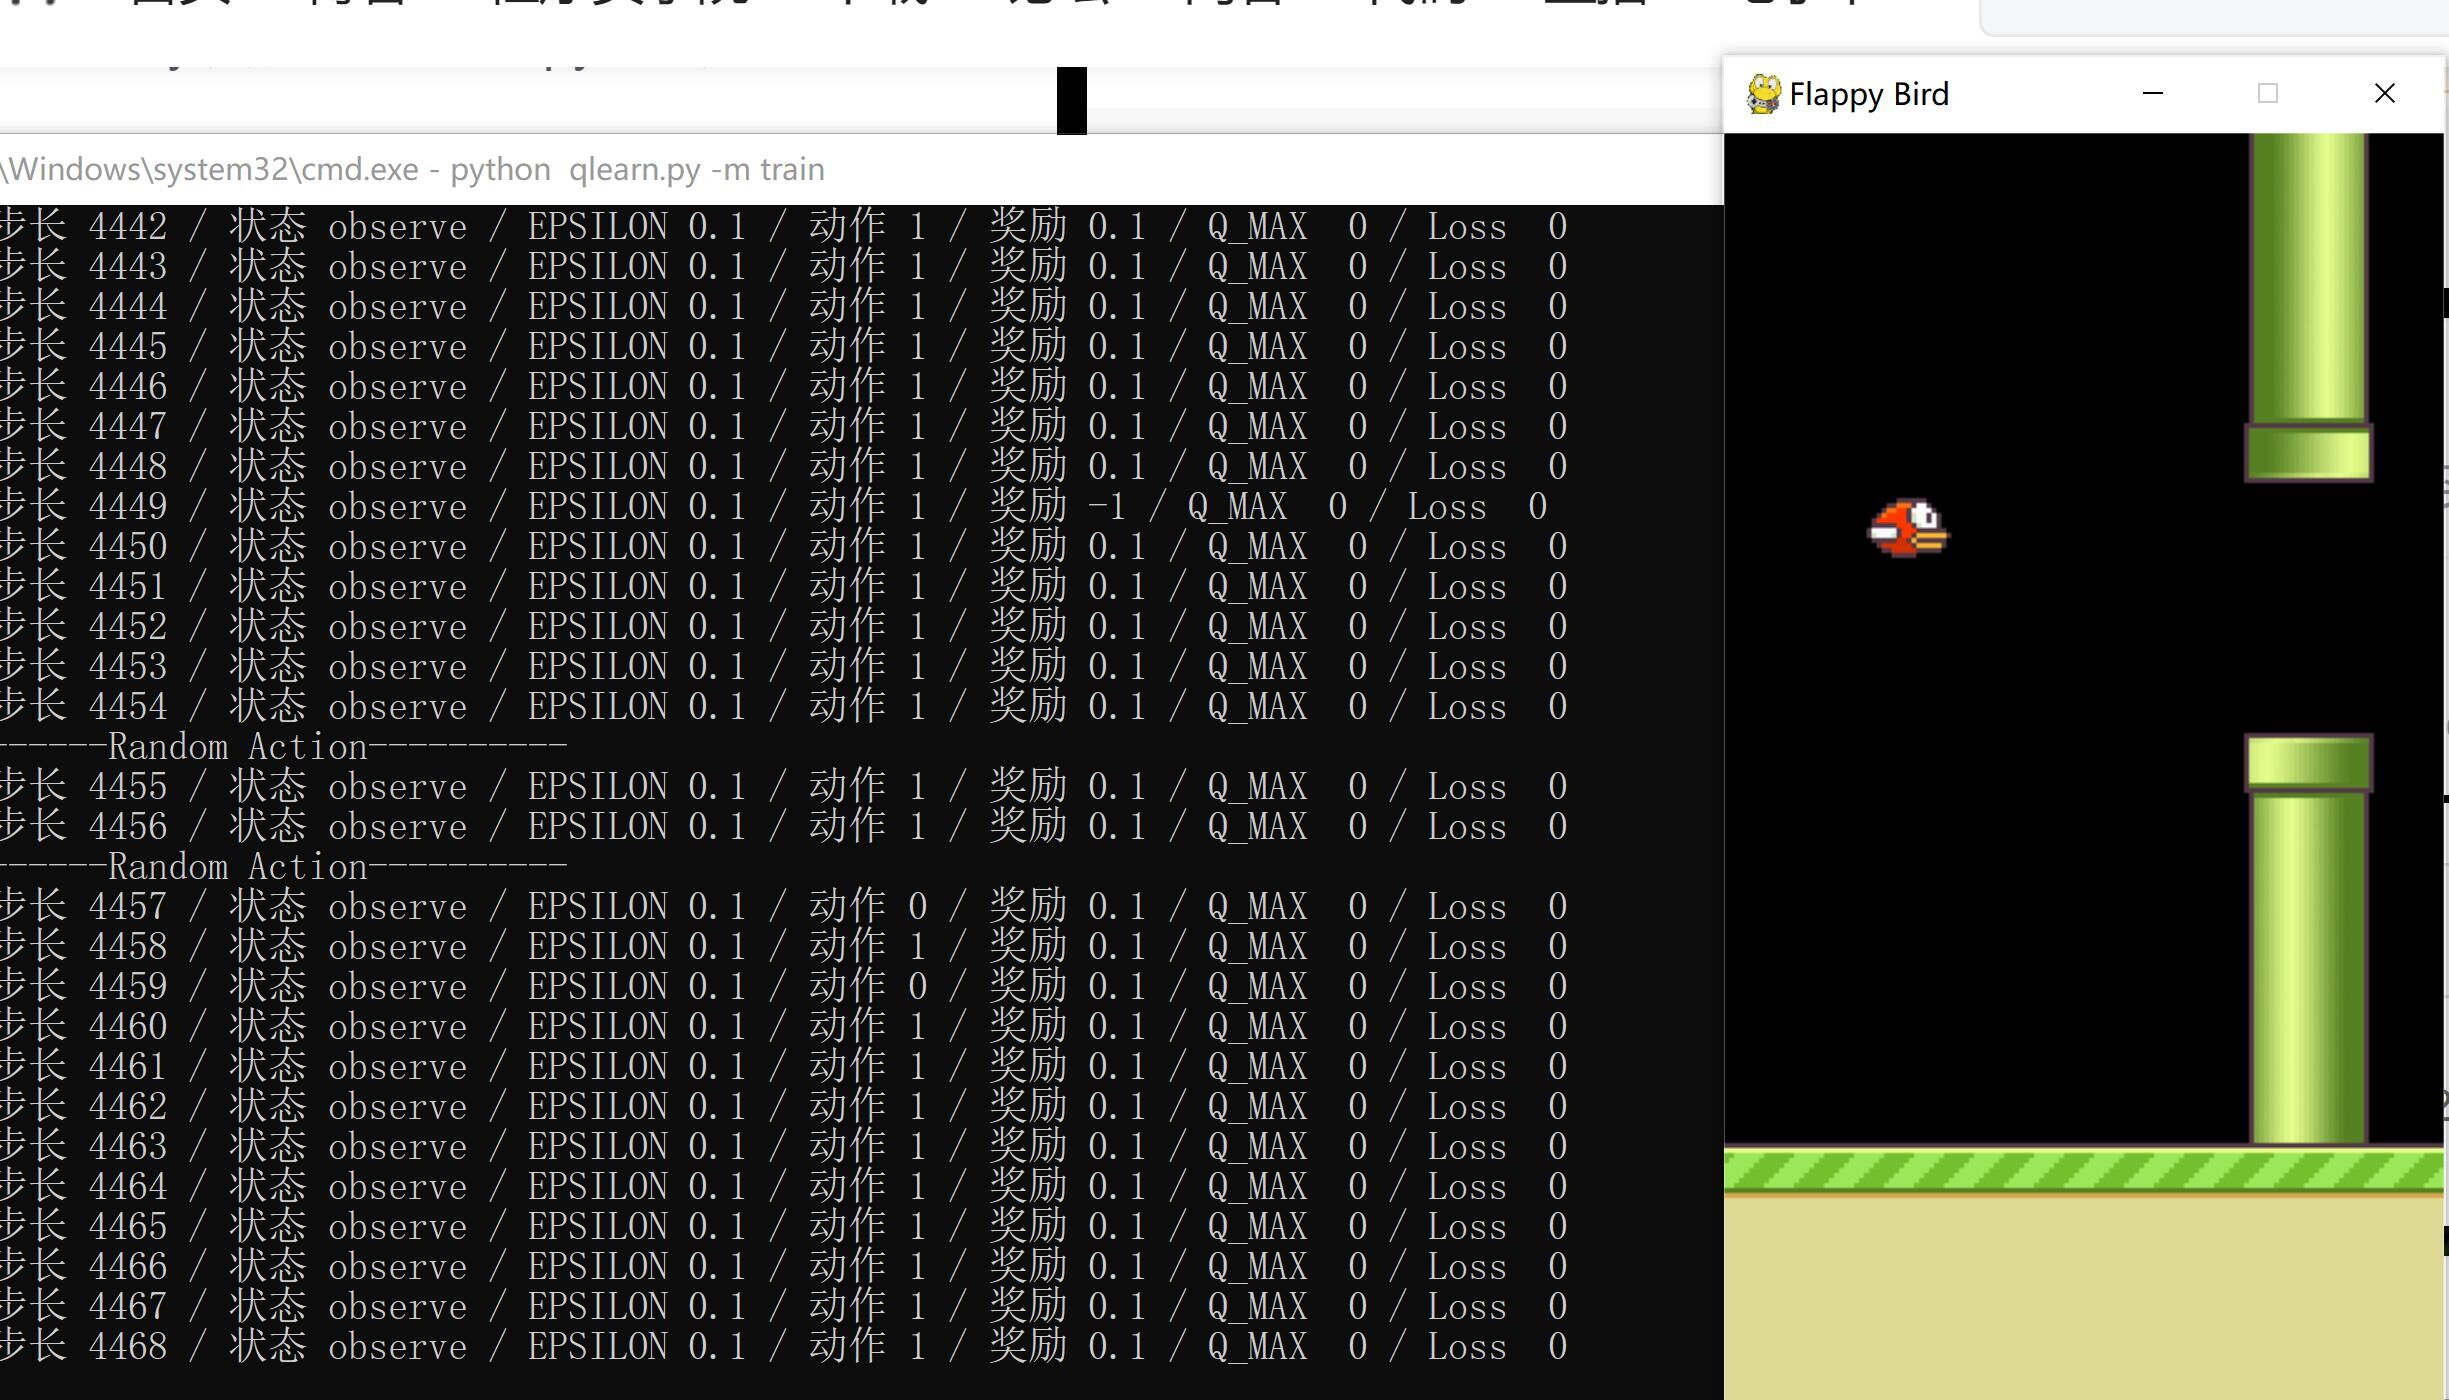 Flappy Bird
\Windows\system32\cmd.exe - python  qlearn.py -m train
步长 4442 / 状态 observe / EPSILON 0.1 / 动作 1 / 奖励 0.1 / Q_MAX  0 / Loss  0
步长 4443 / 状态 observe / EPSILON 0.1 / 动作 1 / 奖励 0.1 / Q_MAX  0 / Loss  0
步长 4444 / 状态 observe / EPSILON 0.1 / 动作 1 / 奖励 0.1 / Q_MAX  0 / Loss  0
步长 4445 / 状态 observe / EPSILON 0.1 / 动作 1 / 奖励 0.1 / Q_MAX  0 / Loss  0
步长 4446 / 状态 observe / EPSILON 0.1 / 动作 1 / 奖励 0.1 / Q_MAX  0 / Loss  0
步长 4447 / 状态 observe / EPSILON 0.1 / 动作 1 / 奖励 0.1 / Q_MAX  0 / Loss  0
步长 4448 / 状态 observe / EPSILON 0.1 / 动作 1 / 奖励 0.1 / Q_MAX  0 / Loss  0
步长 4449 / 状态 observe / EPSILON 0.1 / 动作 1 / 奖励 -1 / Q_MAX  0 / Loss  0
步长 4450 / 状态 observe / EPSILON 0.1 / 动作 1 / 奖励 0.1 / Q_MAX  0 / Loss  0
步长 4451 / 状态 observe / EPSILON 0.1 / 动作 1 / 奖励 0.1 / Q_MAX  0 / Loss  0
步长 4452 / 状态 observe / EPSILON 0.1 / 动作 1 / 奖励 0.1 / Q_MAX  0 / Loss  0
步长 4453 / 状态 observe / EPSILON 0.1 / 动作 1 / 奖励 0.1 / Q_MAX  0 / Loss  0
步长 4454 / 状态 observe / EPSILON 0.1 / 动作 1 / 奖励 0.1 / Q_MAX  0 / Loss  0
------Random Action----------
步长 4455 / 状态 observe / EPSILON 0.1 / 动作 1 / 奖励 0.1 / Q_MAX  0 / Loss  0
步长 4456 / 状态 observe / EPSILON 0.1 / 动作 1 / 奖励 0.1 / Q_MAX  0 / Loss  0
------Random Action----------
步长 4457 / 状态 observe / EPSILON 0.1 / 动作 0 / 奖励 0.1 / Q_MAX  0 / Loss  0
步长 4458 / 状态 observe / EPSILON 0.1 / 动作 1 / 奖励 0.1 / Q_MAX  0 / Loss  0
步长 4459 / 状态 observe / EPSILON 0.1 / 动作 0 / 奖励 0.1 / Q_MAX  0 / Loss  0
步长 4460 / 状态 observe / EPSILON 0.1 / 动作 1 / 奖励 0.1 / Q_MAX  0 / Loss  0
步长 4461 / 状态 observe / EPSILON 0.1 / 动作 1 / 奖励 0.1 / Q_MAX  0 / Loss  0
步长 4462 / 状态 observe / EPSILON 0.1 / 动作 1 / 奖励 0.1 / Q_MAX  0 / Loss  0
步长 4463 / 状态 observe / EPSILON 0.1 / 动作 1 / 奖励 0.1 / Q_MAX  0 / Loss  0
步长 4464 / 状态 observe / EPSILON 0.1 / 动作 1 / 奖励 0.1 / Q_MAX  0 / Loss  0
步长 4465 / 状态 observe / EPSILON 0.1 / 动作 1 / 奖励 0.1 / Q_MAX  0 / Loss  0
步长 4466 / 状态 observe / EPSILON 0.1 / 动作 1 / 奖励 0.1 / Q_MAX  0 / Loss  0
步长 4467 / 状态 observe / EPSILON 0.1 / 动作 1 / 奖励 0.1 / Q_MAX  0 / Loss  0
步长 4468 / 状态 observe / EPSILON 0.1 / 动作 1 / 奖励 0.1 / Q_MAX  0 / Loss  0